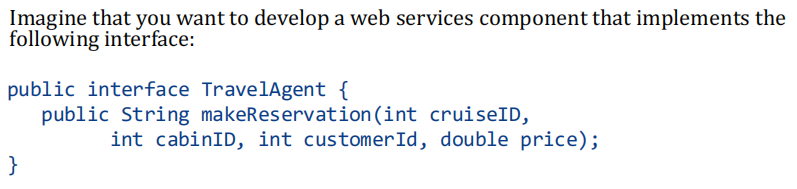 Imagine that you want to develop a web services component that implements the
following interface:
public interface TravelAgent {
public String makeReservation(int cruiseID,
int cabinID, int customerId, double price);
}